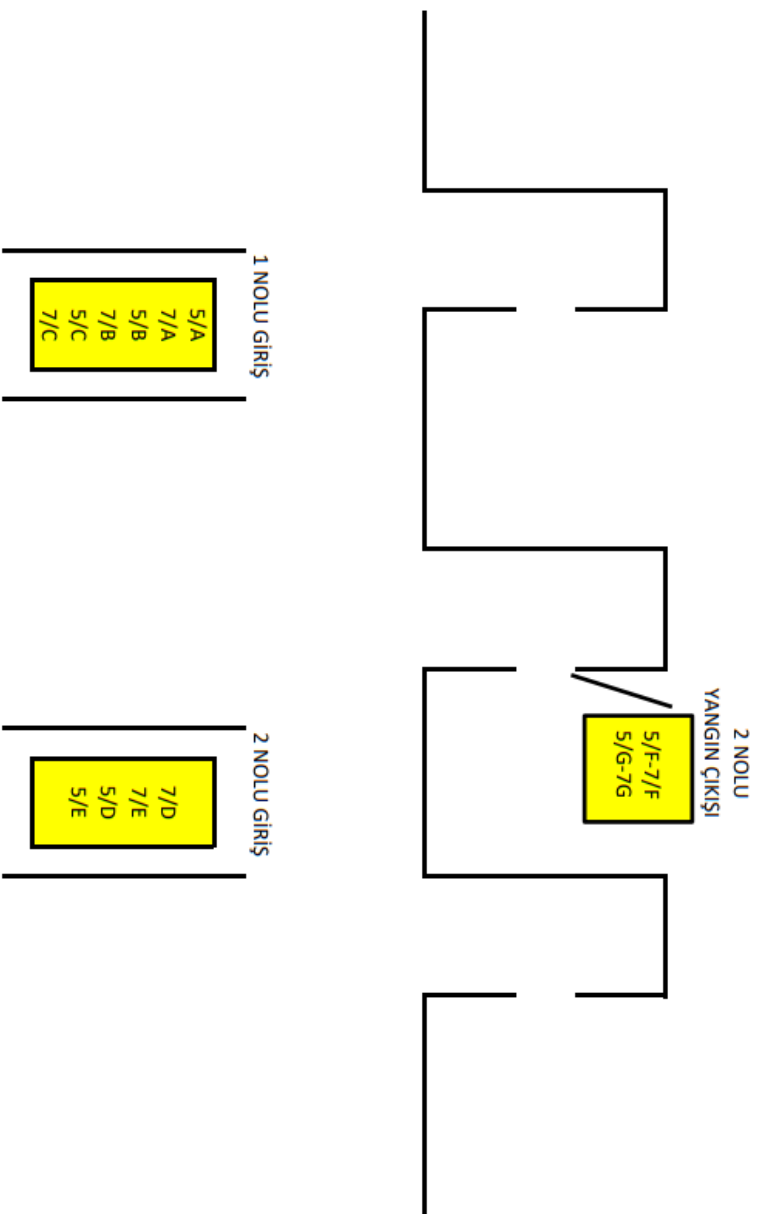 2 NOLU
YANGIN ÇIKIŞI
5/F-7/F
5/G-7G
1 NOLU GİRİŞ
5/A
7/A
5/B
7/B
5/C
7/C
2 NOLU GİRİŞ
7/D
7/E
5/D
5/E